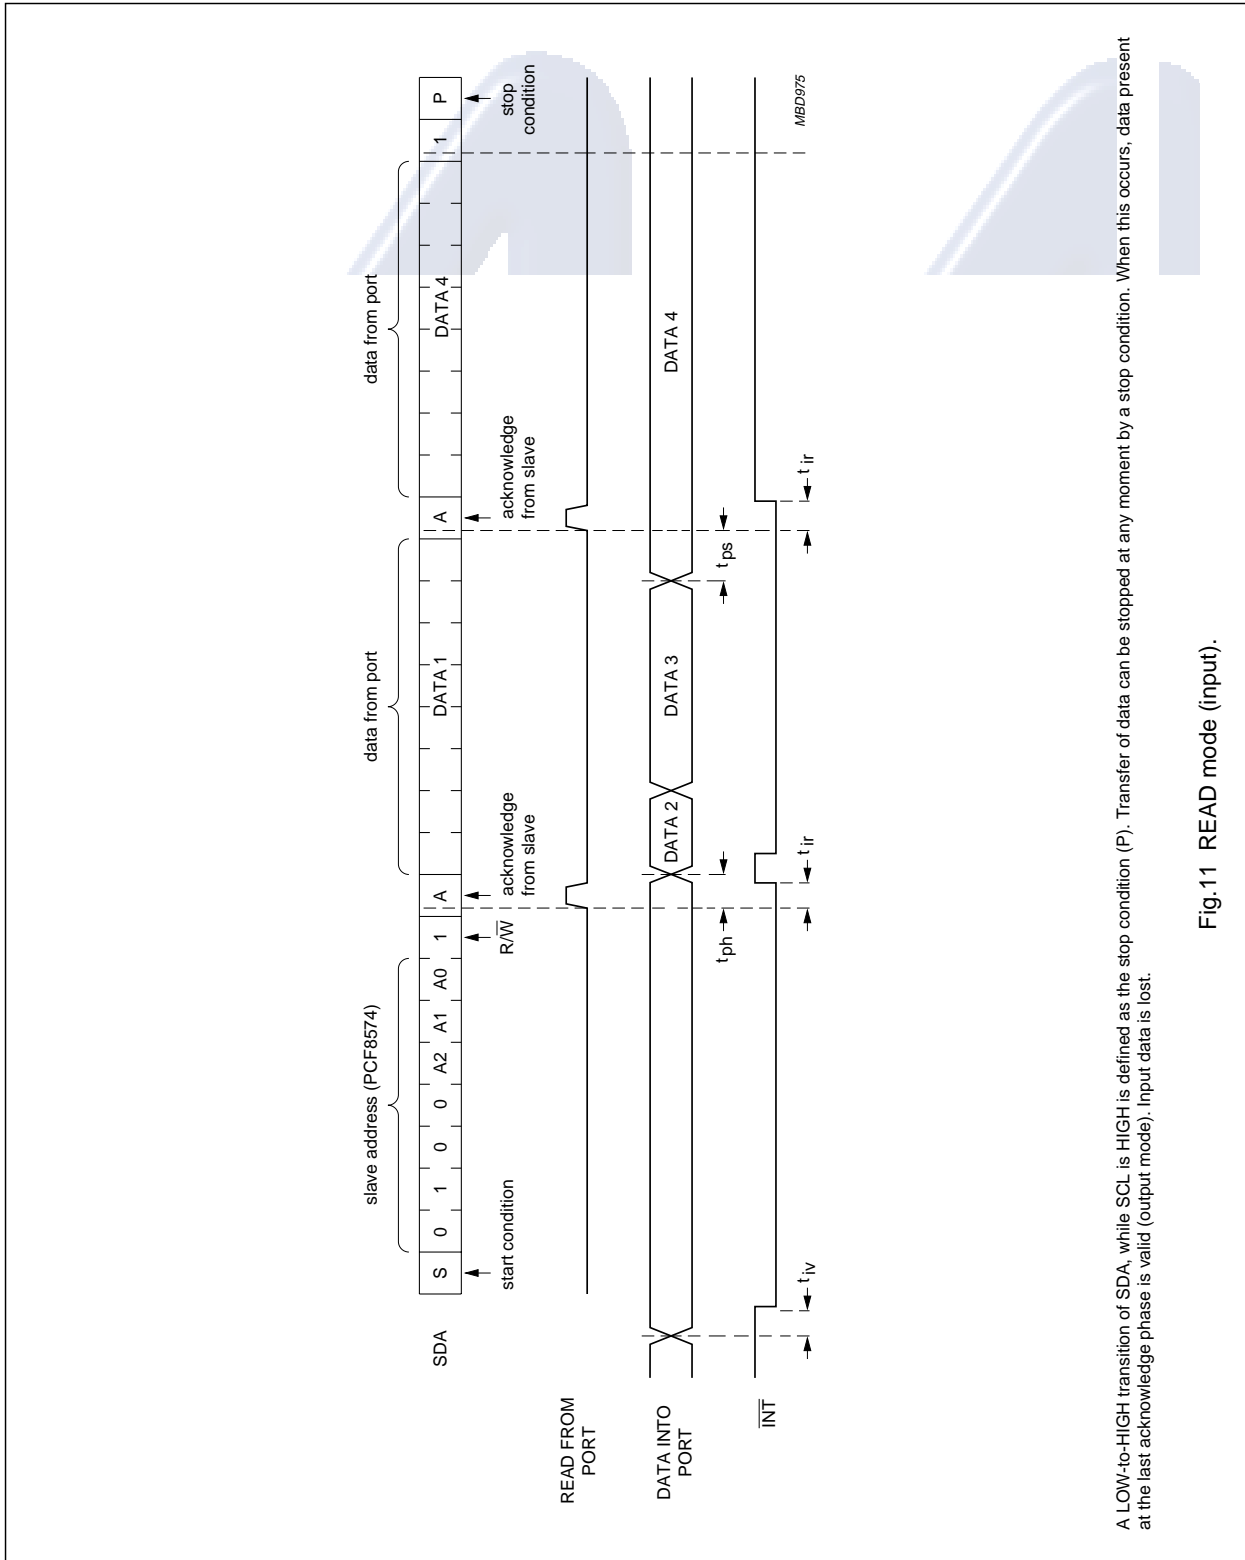 slave address (PCF8574)
data from port
data from port
SDA
S
0
1
0
0
A2
A1
A0
1
A
DATA 1
A
DATA 4
1
P
start condition
R/W
acknowledge
from slave
acknowledge
from slave
stop
condition
READ FROM
PORT
DATA INTO
PORT
DATA 2
DATA 3
DATA 4
t ph
t ps
INT
t iv
t ir
t ir
MBD975
A LOW-to-HIGH transition of SDA, while SCL is HIGH is defined as the stop condition (P). Transfer of data can be stopped at any moment by a stop condition. When this occurs, data present
at the last acknowledge phase is valid (output mode). Input data is lost.
Fig.11 READ mode (input).